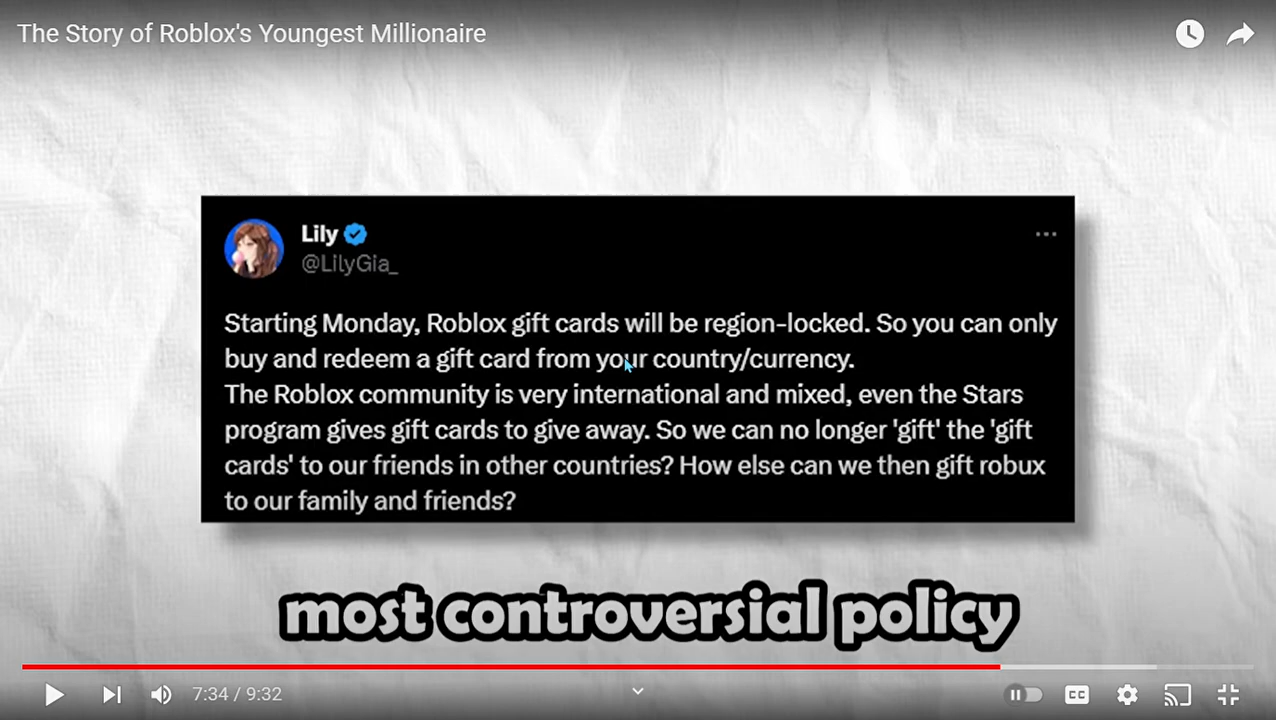 The Story of Roblox's Youngest Millionaire
Lily
@LilyGia_
Starting Monday, Roblox gift cards will be region-locked. So you can only
buy and redeem a gift card from your country/currency.
The Roblox community is very international and mixed, even the Stars
program gives gift cards to give away. So we can no longer 'gift' the 'gift
cards' to our friends in other countries? How else can we then gift robux
to our family and friends?
most controversial policy
7:34 / 9:32
CC